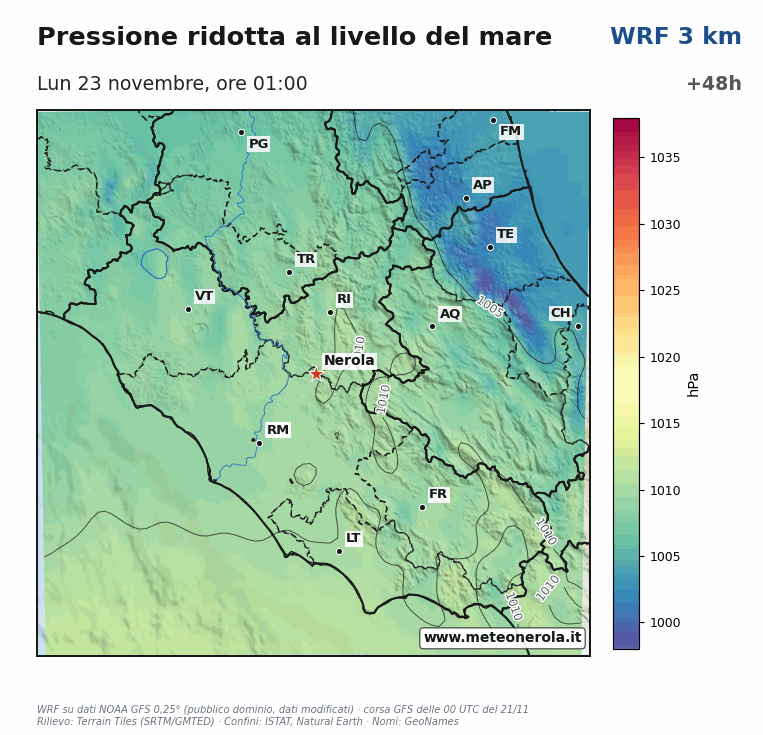 Pressione ridotta al livello del mare
WRF 3 km
Lun 23 novembre, ore 01:00
+48h
FM
PG
AP
TE
TR
RI
VT
AQ
CH
1005
1010
Nerola
1010
RM
FR
LT
1010
1010
1010
www.meteonerola.it
1035
1030
1025
1020
1015
1010
1005
1000
hPa
WRF su dati NOAA GFS 0,25° (pubblico dominio, dati modificati) · corsa GFS delle 00 UTC del 21/11
Rilievo: Terrain Tiles (SRTM/GMTED) · Confini: ISTAT, Natural Earth · Nomi: GeoNames